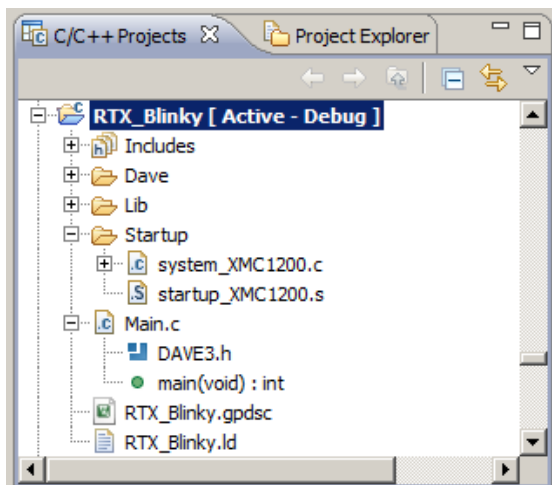 C/C++ Projects Project Explorer
RTX_Blinky [ Active - Debug ]
Includes
Dave
Lib
Startup
system_XMC1200.c
startup_XMC1200.s
Main.c
DAVE3.h
main(void) : int
RTX_Blinky.gpdsc
RTX_Blinky.ld